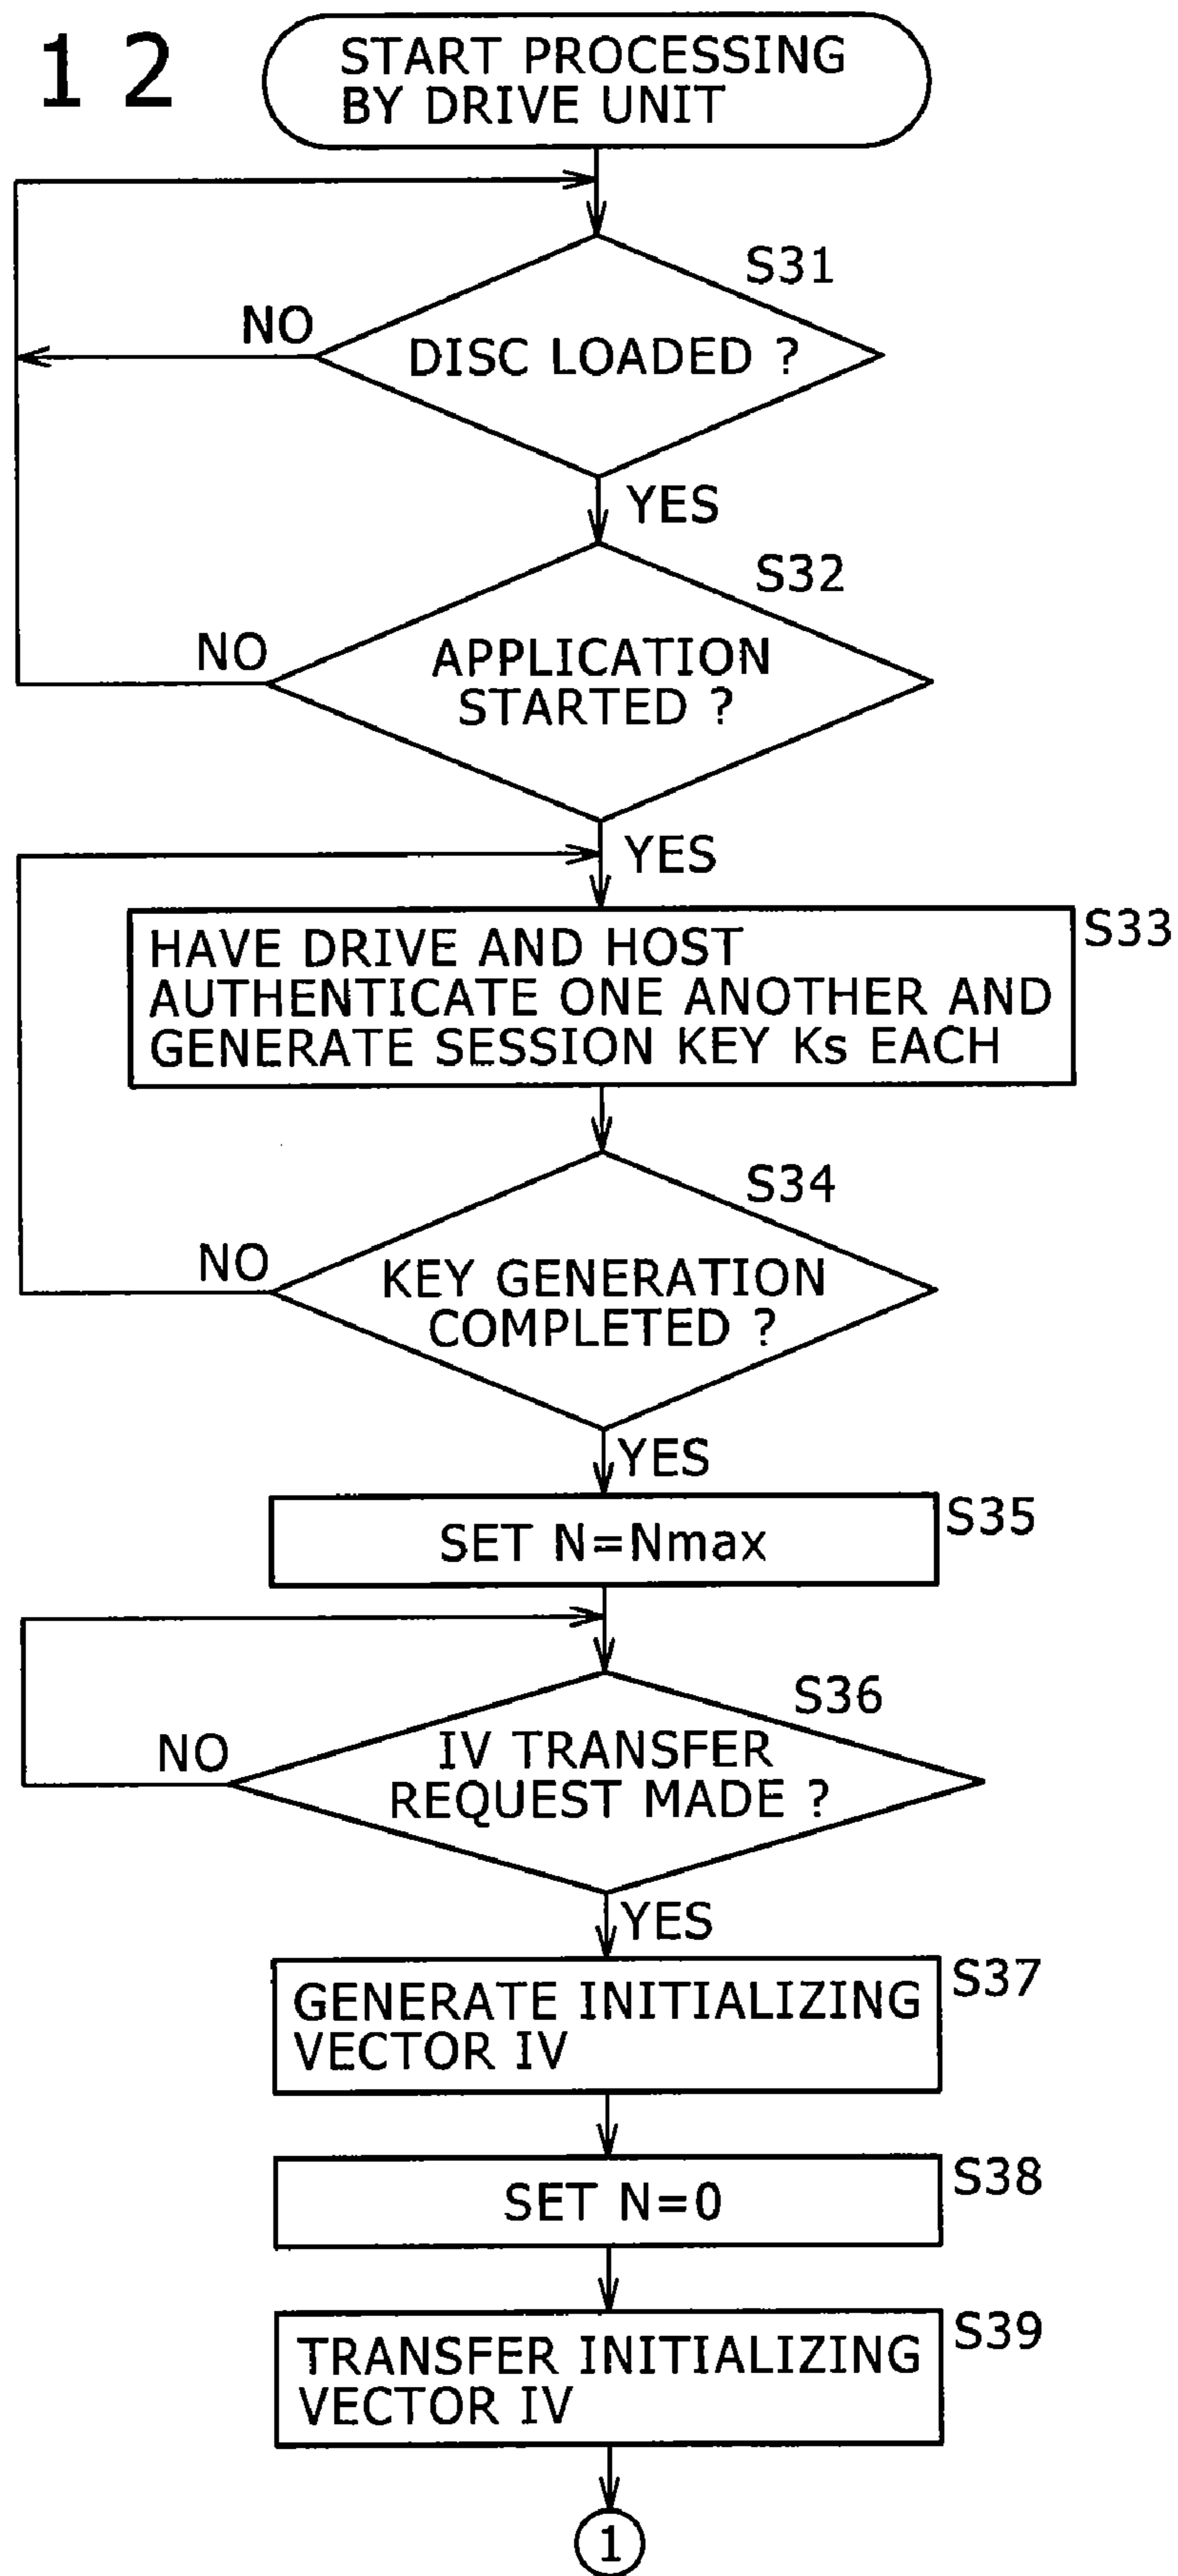 12
START PROCESSING
BY DRIVE UNIT
S31
NO
DISC LOADED ?
YES
S32
NO
APPLICATION
STARTED ?
YES
S33
HAVE DRIVE AND HOST
AUTHENTICATE ONE ANOTHER AND
GENERATE SESSION KEY Ks EACH
S34
NO
KEY GENERATION
COMPLETED ?
YES
S35
SET N=Nmax
S36
NO
IV TRANSFER
REQUEST MADE ?
YES
S37
GENERATE INITIALIZING
VECTOR IV
S38
SET N=0
S39
TRANSFER INITIALIZING
VECTOR IV
1